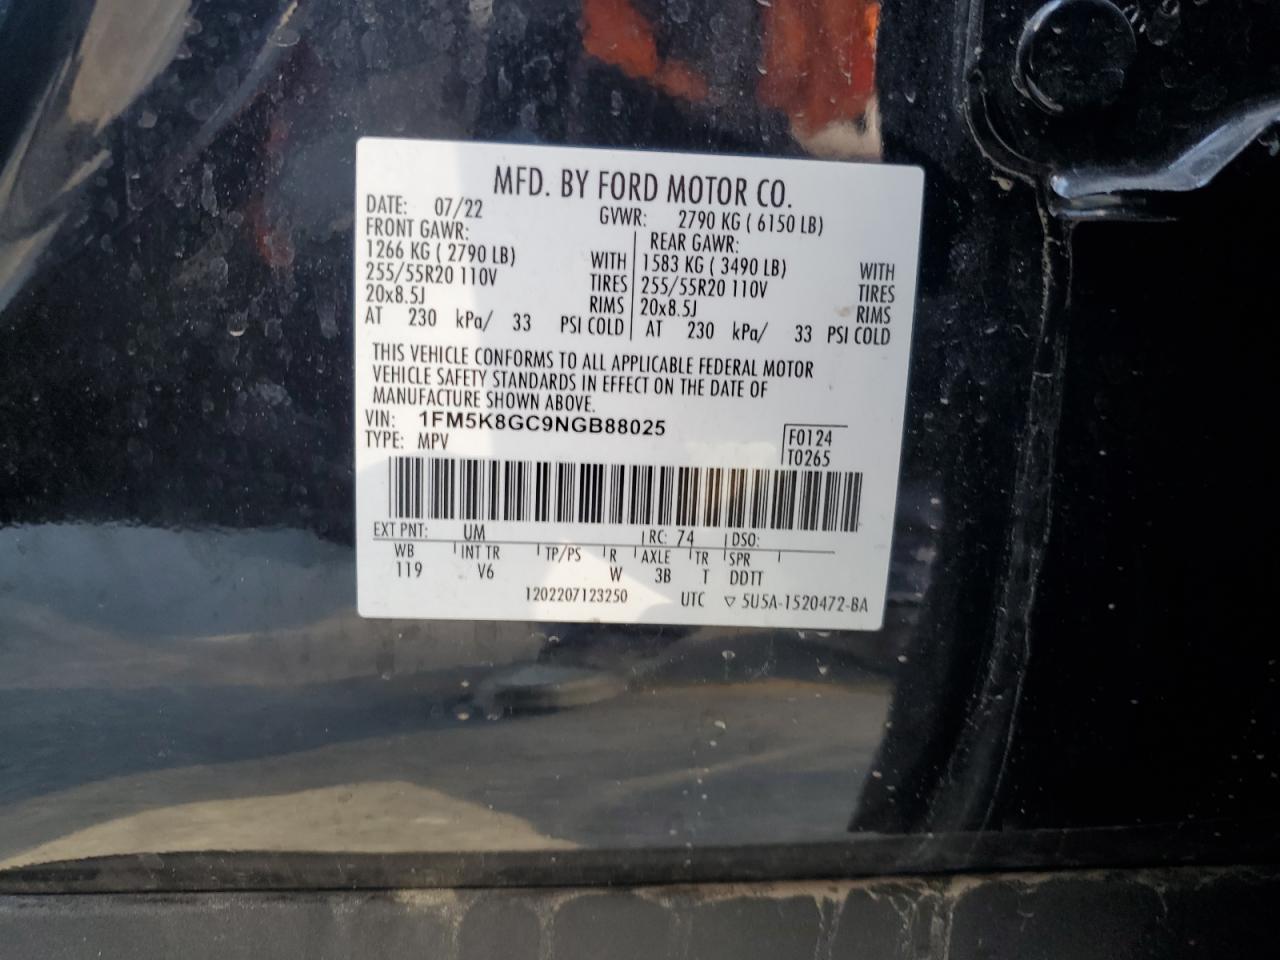 MFD. BY FORD MOTOR CO.
DATE: 07/22 GVWR: 2790 KG ( 6150 LB)
FRONT GAWR: REAR GAWR:
1266 KG ( 2790 LB) WITH 1583 KG ( 3490 LB) WITH
255/55R20 110V TIRES 255/55R20 110V TIRES
20x8.5J RIMS 20x8.5J RIMS
AT 230 kPa/ 33 PSI COLD AT 230 kPa/ 33 PSI COLD
THIS VEHICLE CONFORMS TO ALL APPLICABLE FEDERAL MOTOR
VEHICLE SAFETY STANDARDS IN EFFECT ON THE DATE OF
MANUFACTURE SHOWN ABOVE.
VIN: 1FM5K8GC9NGB88025 F0124
TYPE: MPV T0265
EXT PNT: UM RC: 74 DSO:
WB INT TR TP/PS R AXLE TR SPR
119 V6 W 3B T DDTT
1202207123250 UTC ▽ 5U5A-1520472-BA